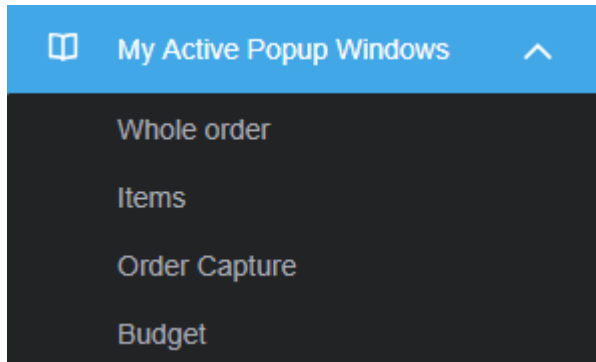 My Active Popup Windows
Whole order
Items
Order Capture
Budget